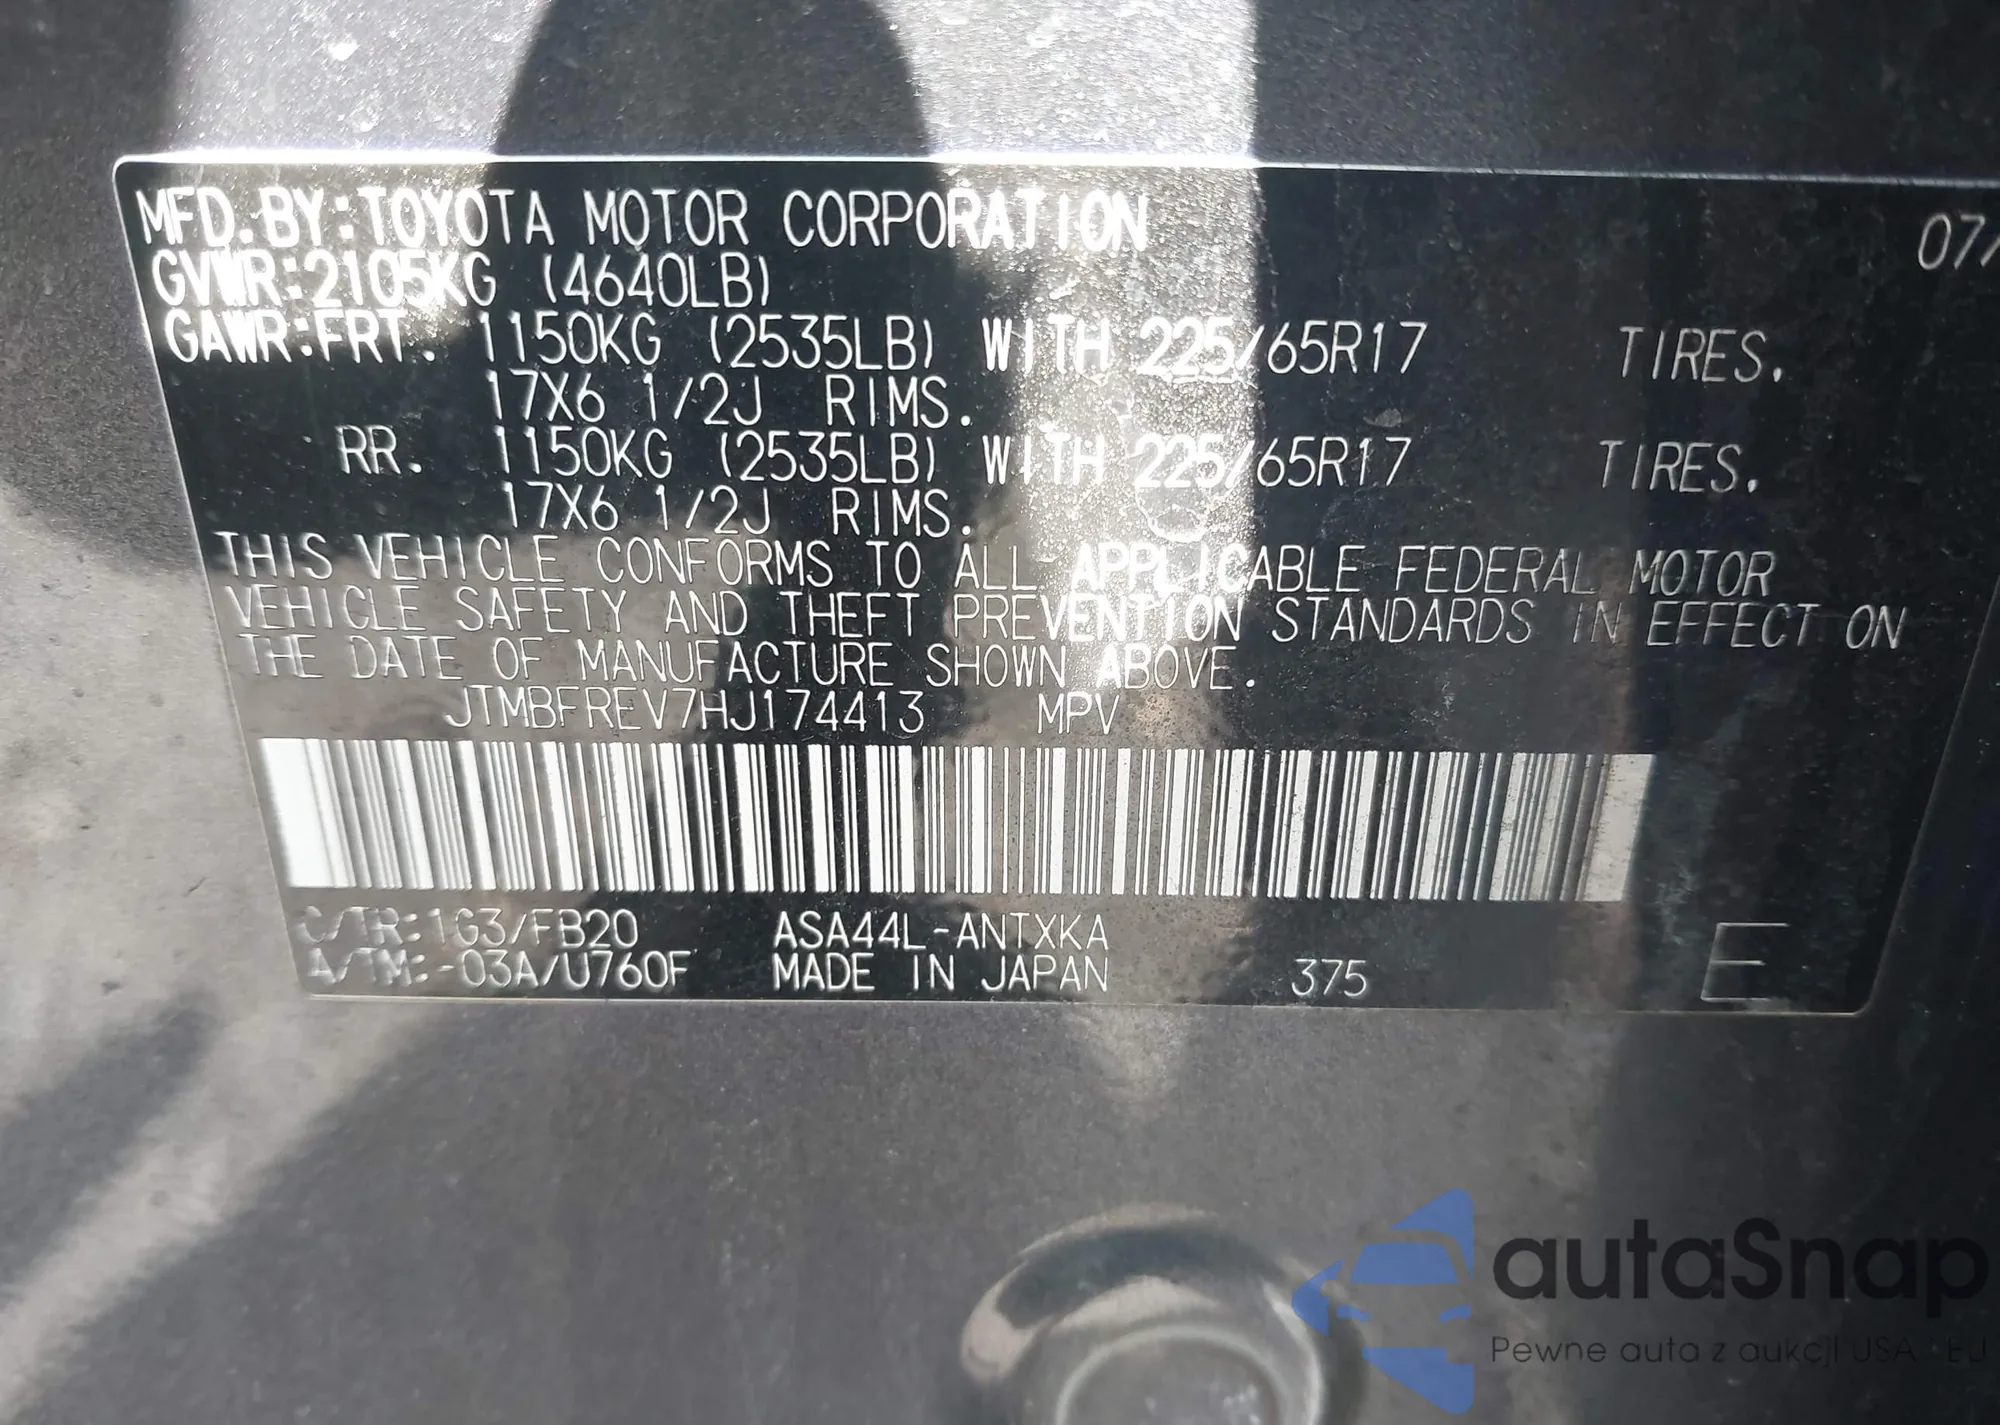 MFD.BY:TOYOTA MOTOR CORPORATION 07/
GVWR:2105KG (4640LB)
GAWR:FRT. 1150KG (2535LB) WITH 225/65R17 TIRES.
17X6 1/2J RIMS.
RR. 1150KG (2535LB) WITH 225/65R17 TIRES.
17X6 1/2J RIMS.
THIS VEHICLE CONFORMS TO ALL APPLICABLE FEDERAL MOTOR
VEHICLE SAFETY AND THEFT PREVENTION STANDARDS IN EFFECT ON
THE DATE OF MANUFACTURE SHOWN ABOVE.
JTMBFREV7HJ174413 MPV
C/TR:1G3/FB20 ASA44L-ANTXKA
A/TM:-03A/U760F MADE IN JAPAN 375 E
autaSnap
Pewne auta z aukcji USA i EU